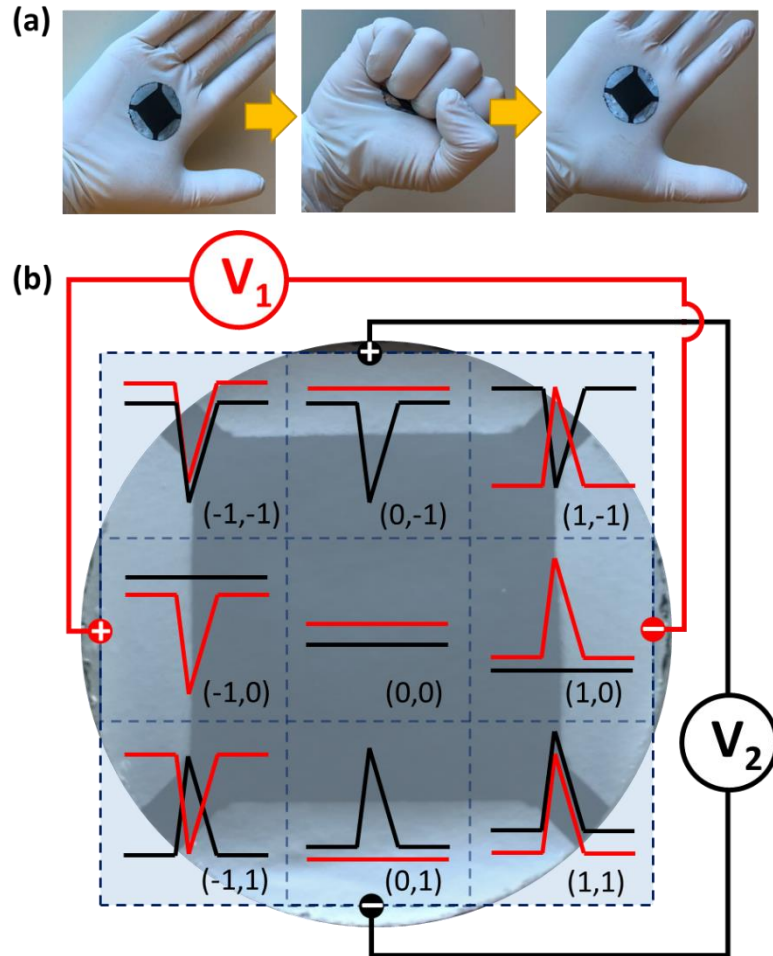 (a)
(b)
V₁
+
(-1,-1) (0,-1) (1,-1)
+ −
(-1,0) (0,0) (1,0)
V₂
(-1,1) (0,1) (1,1)
−